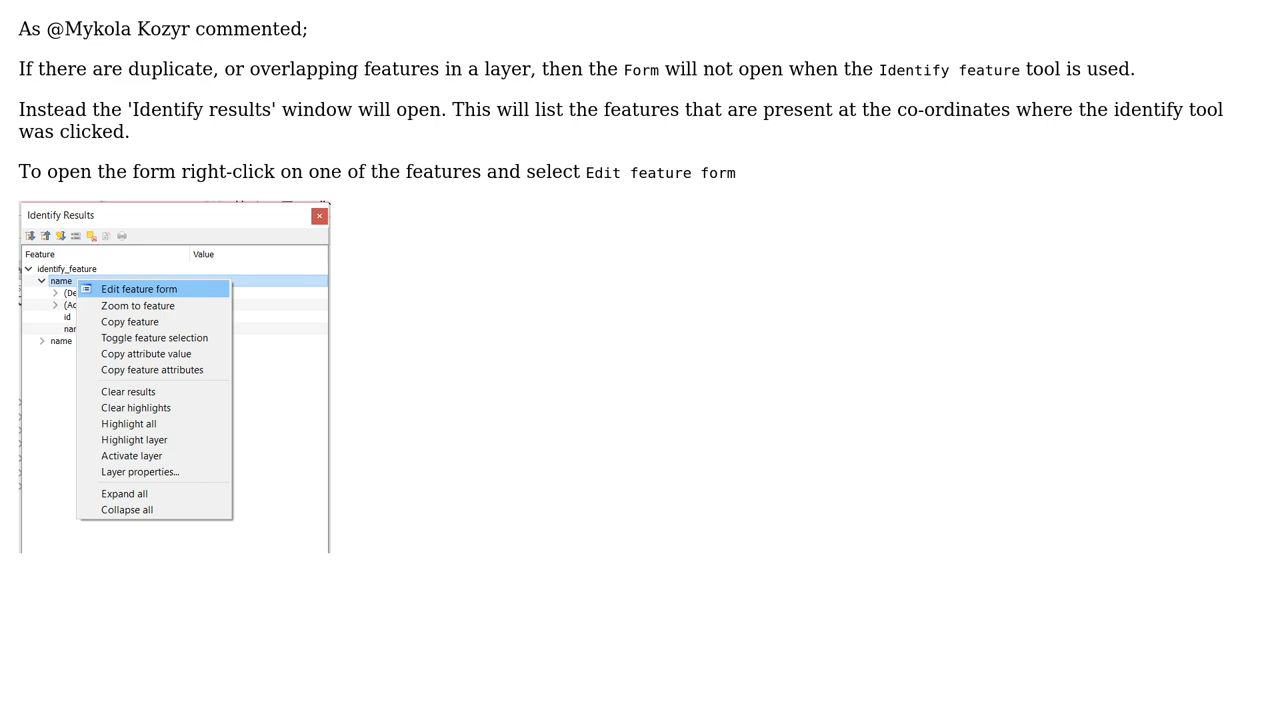 As @Mykola Kozyr commented;
If there are duplicate, or overlapping features in a layer, then the Form will not open when the Identify feature tool is used.
Instead the 'Identify results' window will open. This will list the features that are present at the co-ordinates where the identify tool
was clicked.
To open the form right-click on one of the features and select Edit feature form
Identify Results
Feature Value
identify_feature
name
Edit feature form
Zoom to feature
Copy feature
id
Toggle feature selection
Copy attribute value
name
Copy feature attributes
Clear results
Clear highlights
Highlight all
Highlight layer
Activate layer
Layer properties...
Expand all
Collapse all